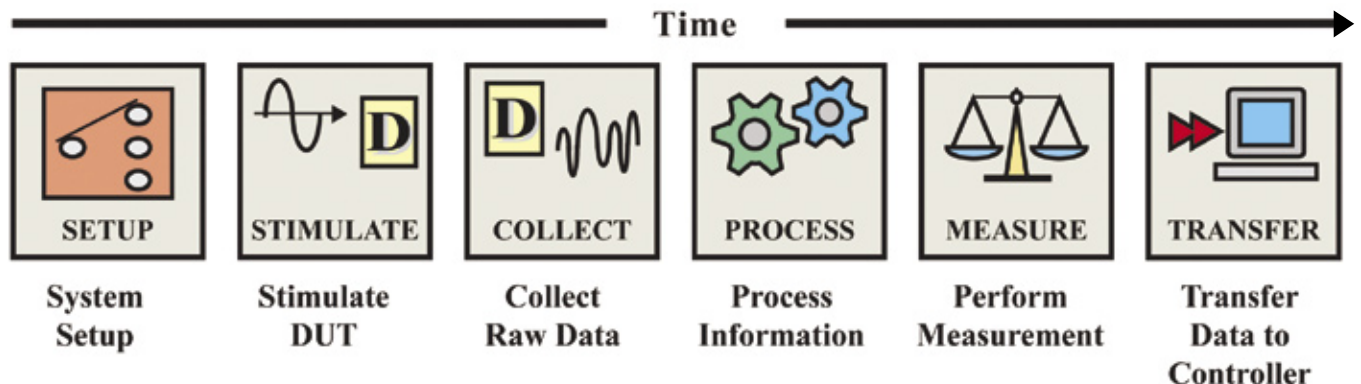 Time
D
D
SETUP
STIMULATE
COLLECT
PROCESS
MEASURE
TRANSFER
System
Setup
Stimulate
DUT
Collect
Raw Data
Process
Information
Perform
Measurement
Transfer
Data to
Controller